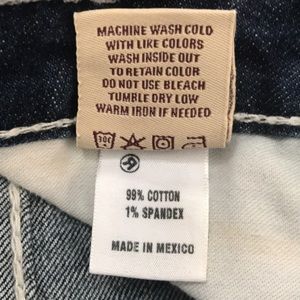 MACHINE WASH COLD
WITH LIKE COLORS
WASH INSIDE OUT
TO RETAIN COLOR
DO NOT USE BLEACH
TUMBLE DRY LOW
WARM IRON IF NEEDED
30C
R
99% COTTON
1% SPANDEX
MADE IN MEXICO